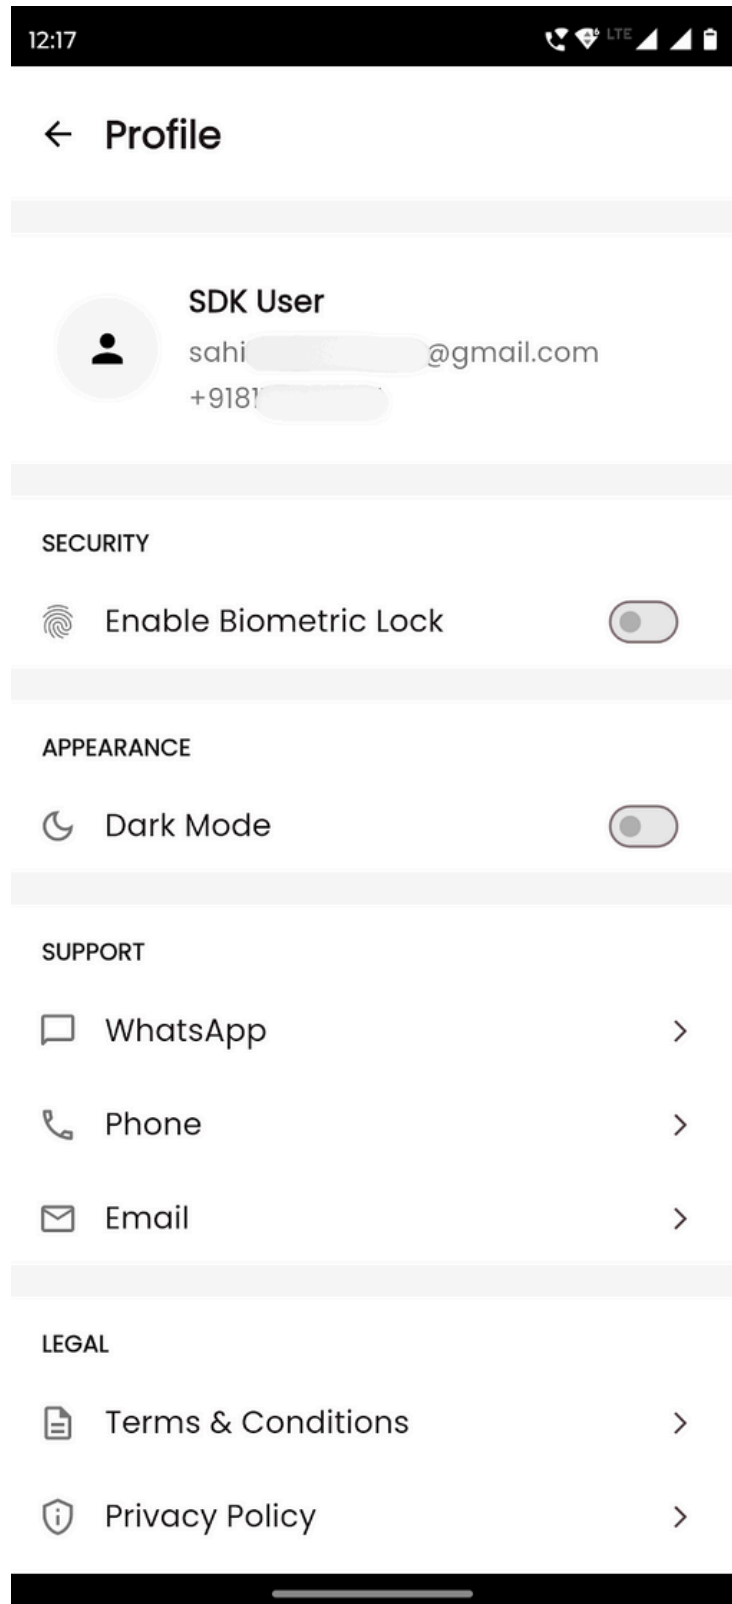 12:17
LTE
Profile
SDK User
sahi @gmail.com
+9181
SECURITY
Enable Biometric Lock
APPEARANCE
Dark Mode
SUPPORT
WhatsApp
Phone
Email
LEGAL
Terms & Conditions
Privacy Policy